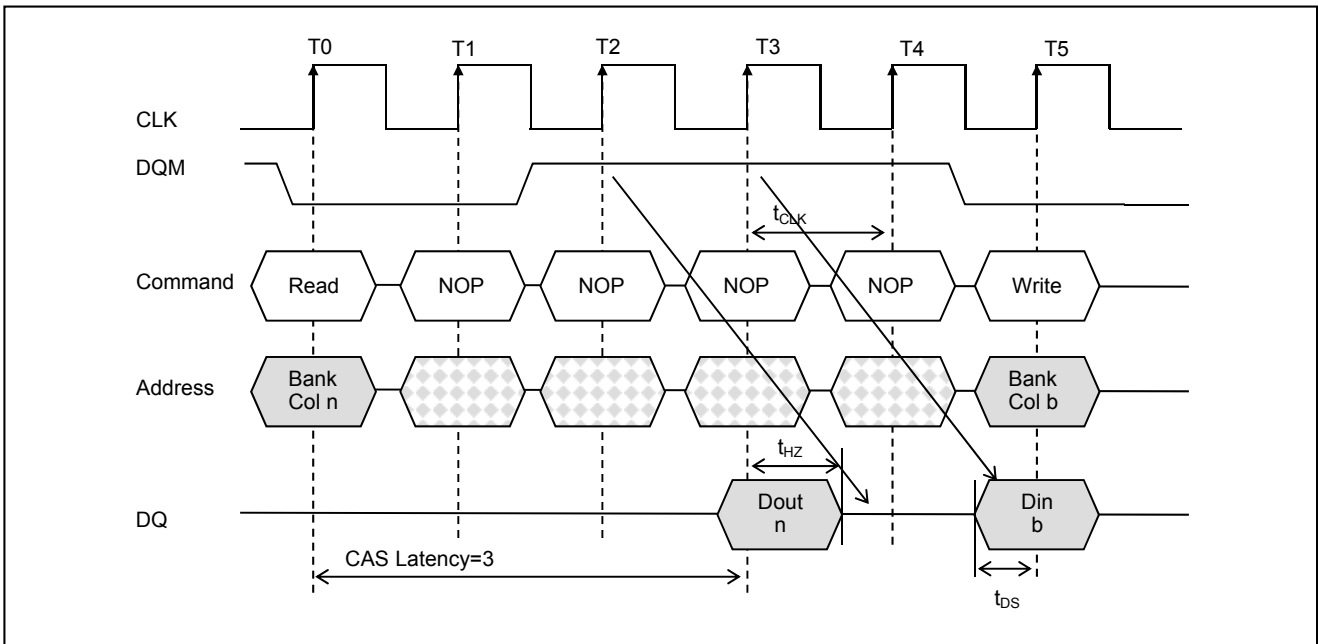 T0 T1 T2 T3 T4 T5
CLK
DQM
tCLK
Command Read NOP NOP NOP NOP Write
Address Bank Col n Bank Col b
tHZ
DQ Dout n Din b
CAS Latency=3
tDS